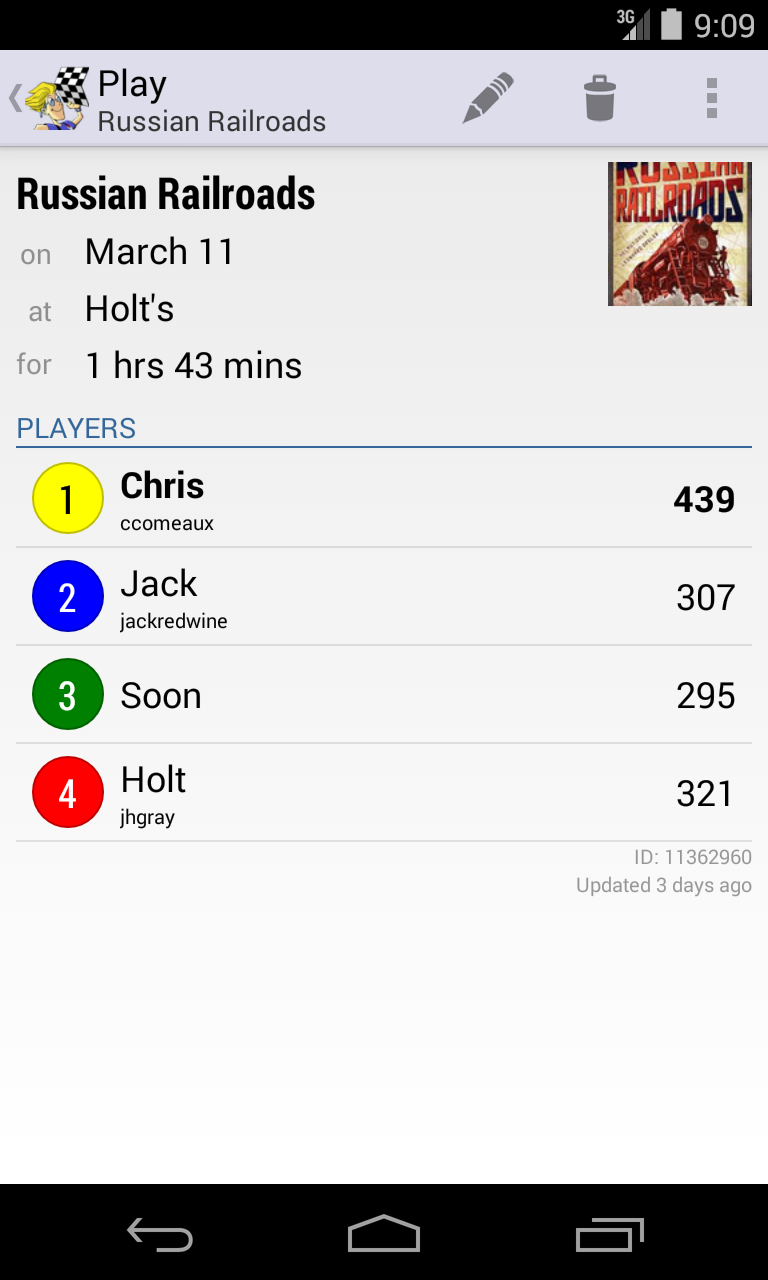 3G 9:09
Play
Russian Railroads
Russian Railroads
RUSSIAN
RAILROADS
on March 11
at Holt's
for 1 hrs 43 mins
PLAYERS
1 Chris 439
ccomeaux
2 Jack 307
jackredwine
3 Soon 295
4 Holt 321
jhgray
ID: 11362960
Updated 3 days ago